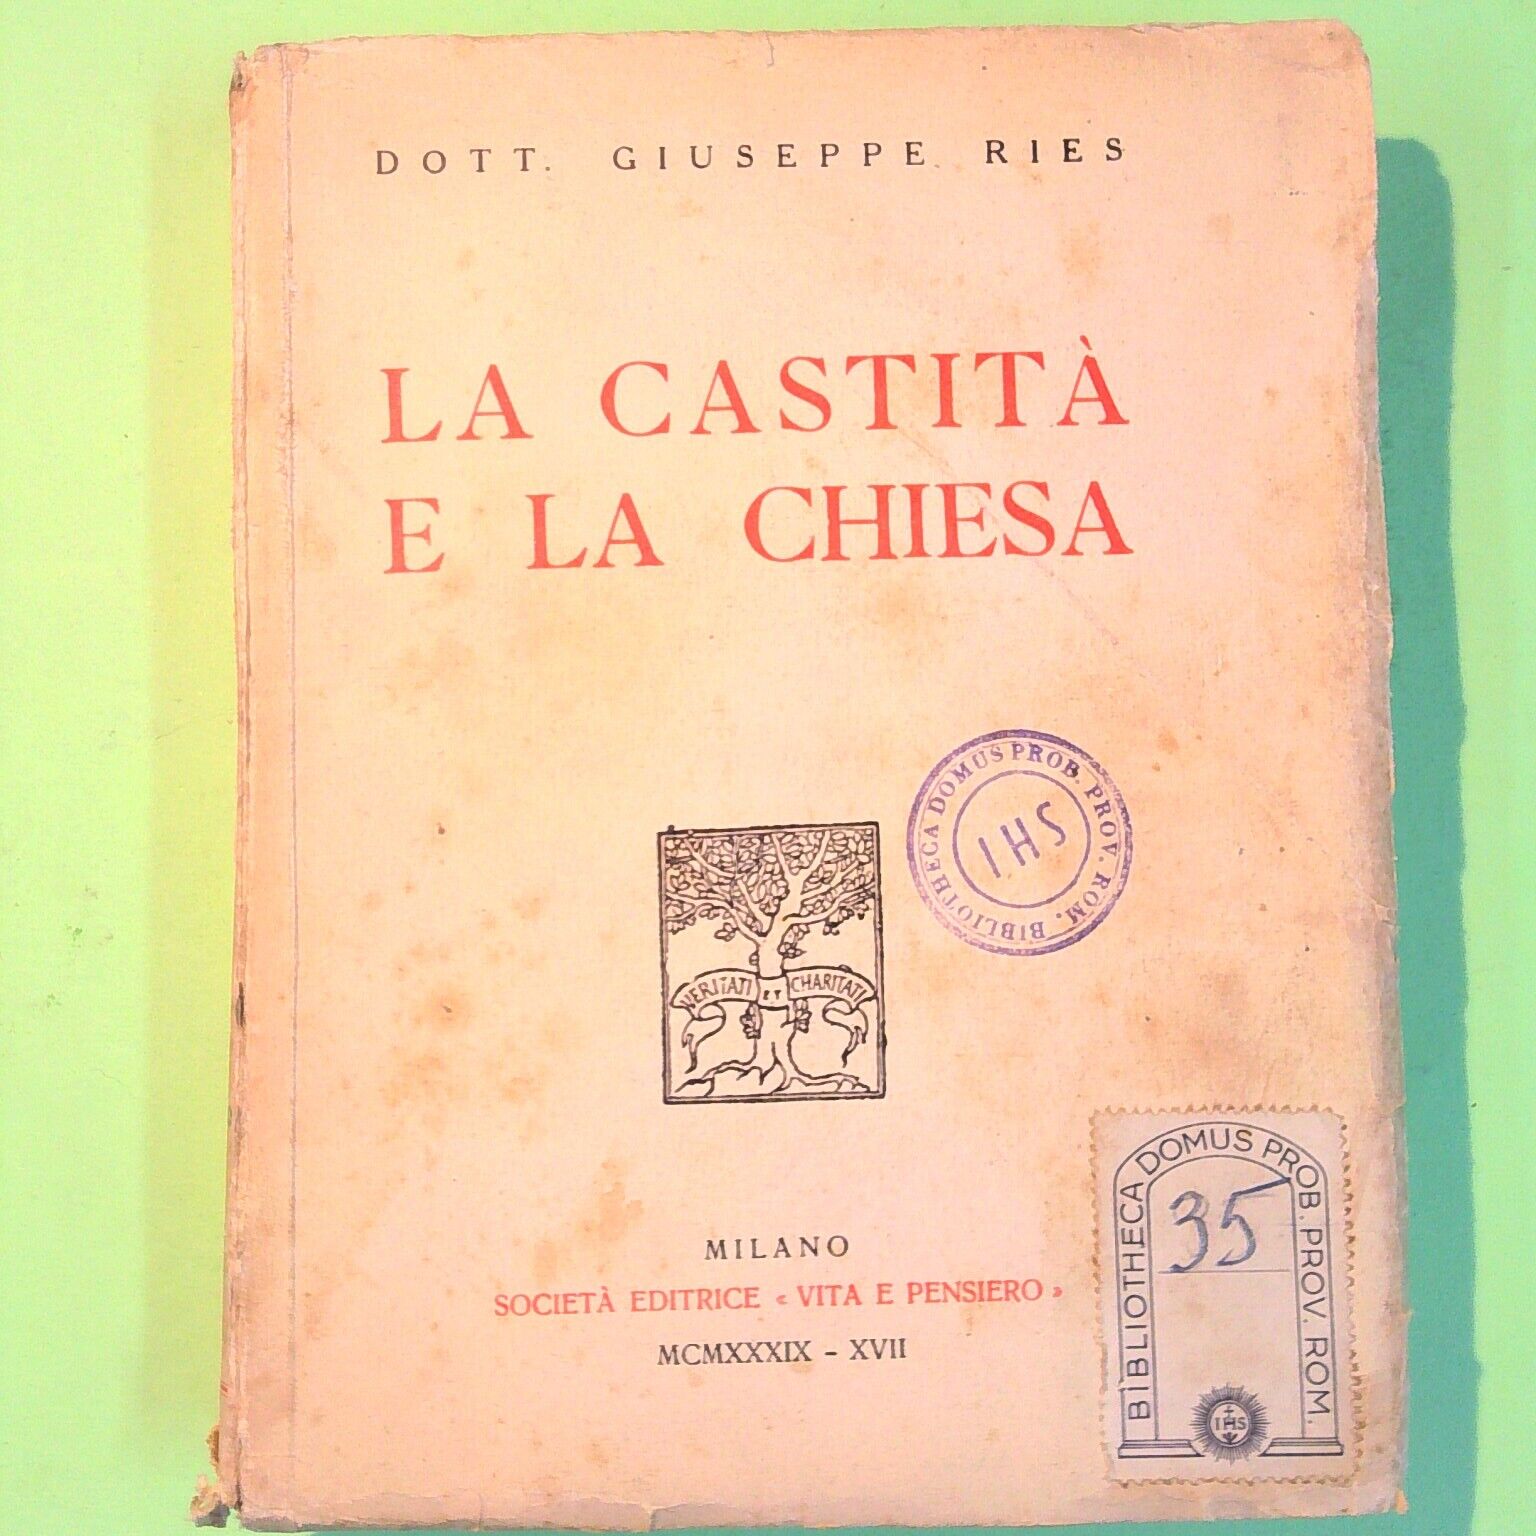 DOTT. GIUSEPPE RIES
LA CASTITÀ
E LA CHIESA
BIBLIOTHECA DOMUS PROB. PROV. ROM.
IHS
VERITATI ET CHARITATI
MILANO
SOCIETÀ EDITRICE « VITA E PENSIERO »
MCMXXXIX - XVII
BIBLIOTHECA DOMUS PROB. PROV. ROM.
35
IHS